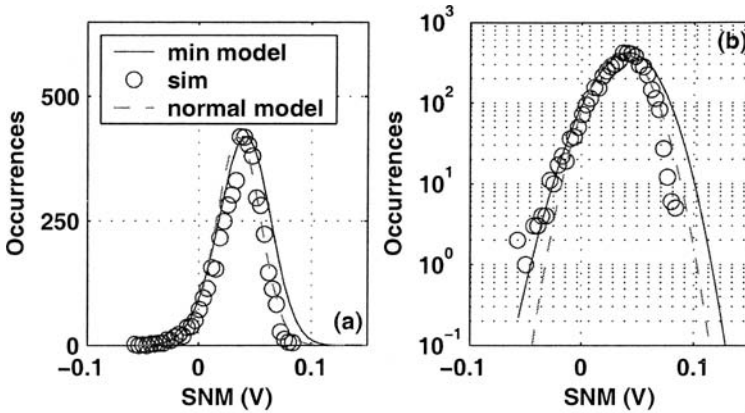 Occurrences
500
250
0
min model
sim
normal model
(a)
−0.1
0
0.1
SNM (V)
Occurrences
10³
10²
10¹
10⁰
10⁻¹
(b)
−0.1
0
0.1
SNM (V)